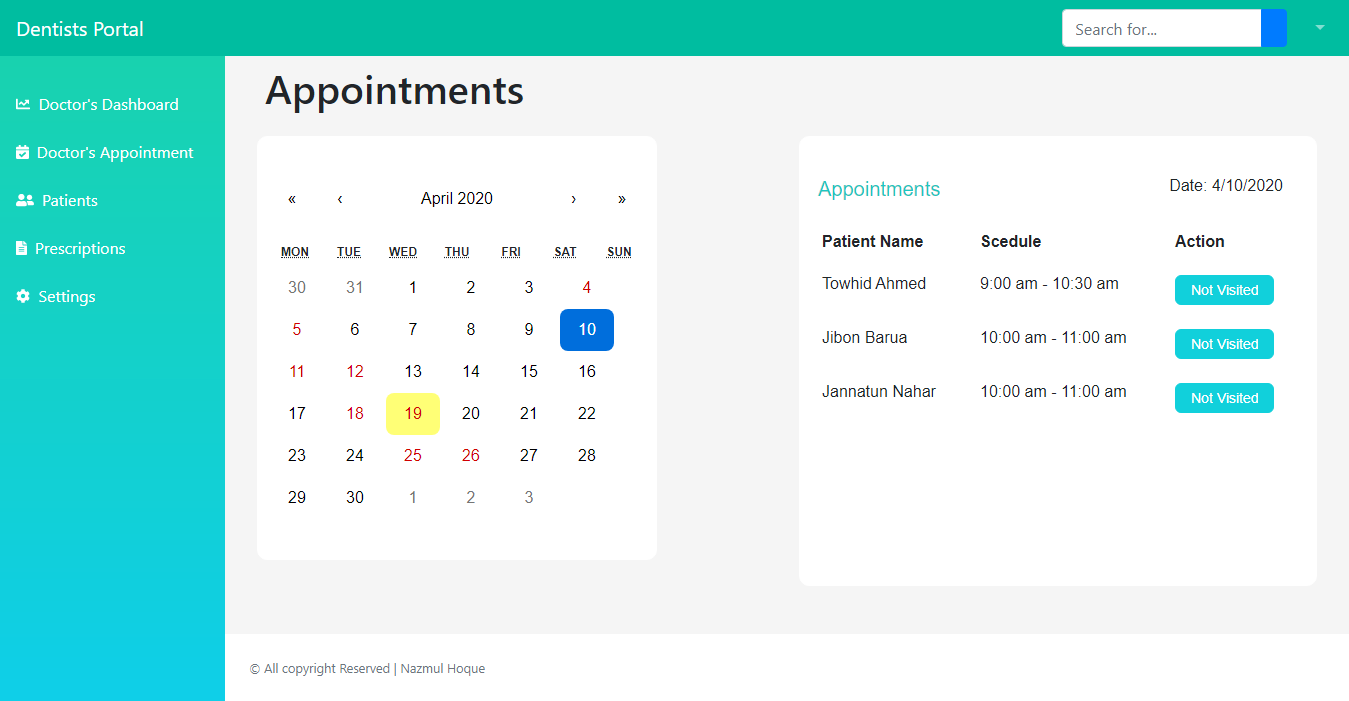 Dentists Portal
Search for...
Doctor's Dashboard
Doctor's Appointment
Patients
Prescriptions
Settings
Appointments
« ‹ April 2020 › »
MON TUE WED THU FRI SAT SUN
30 31 1 2 3 4
5 6 7 8 9 10
11 12 13 14 15 16
17 18 19 20 21 22
23 24 25 26 27 28
29 30 1 2 3
Appointments Date: 4/10/2020
Patient Name Scedule Action
Towhid Ahmed 9:00 am - 10:30 am Not Visited
Jibon Barua 10:00 am - 11:00 am Not Visited
Jannatun Nahar 10:00 am - 11:00 am Not Visited
© All copyright Reserved | Nazmul Hoque